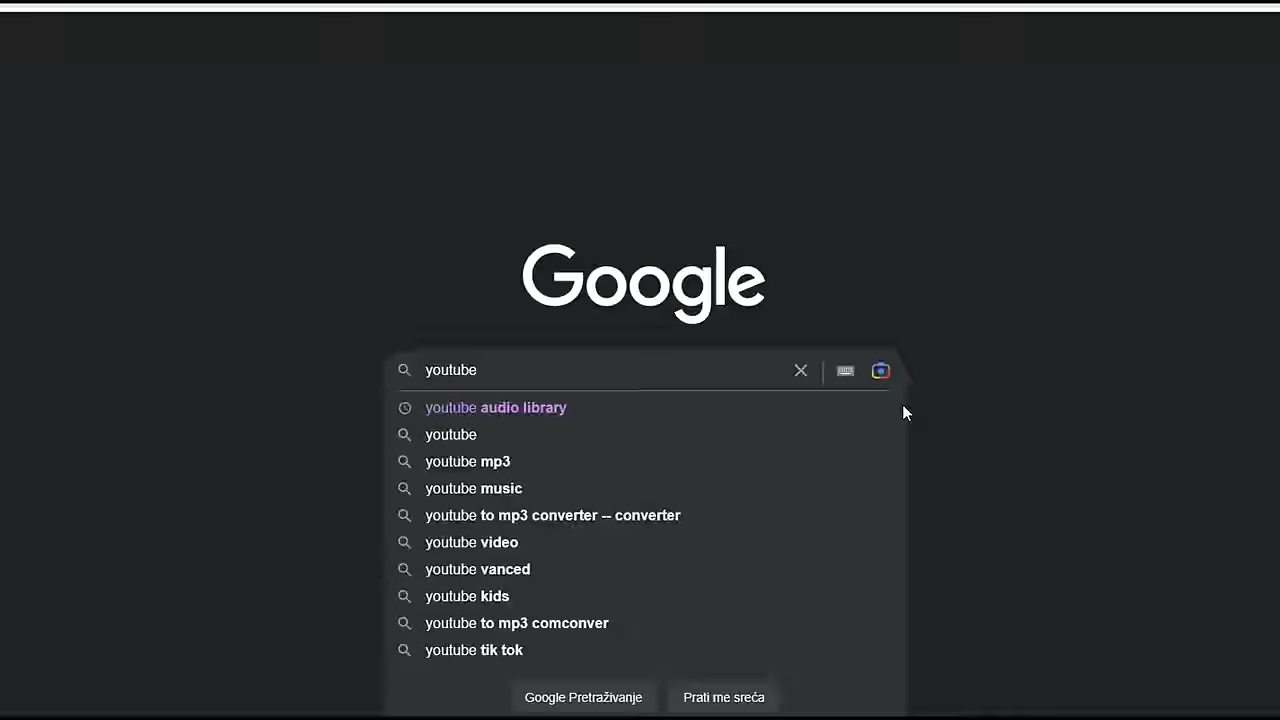 Google
youtube
youtube audio library
youtube
youtube mp3
youtube music
youtube to mp3 converter -- converter
youtube video
youtube vanced
youtube kids
youtube to mp3 comconver
youtube tik tok
Google Pretraživanje
Prati me sreća